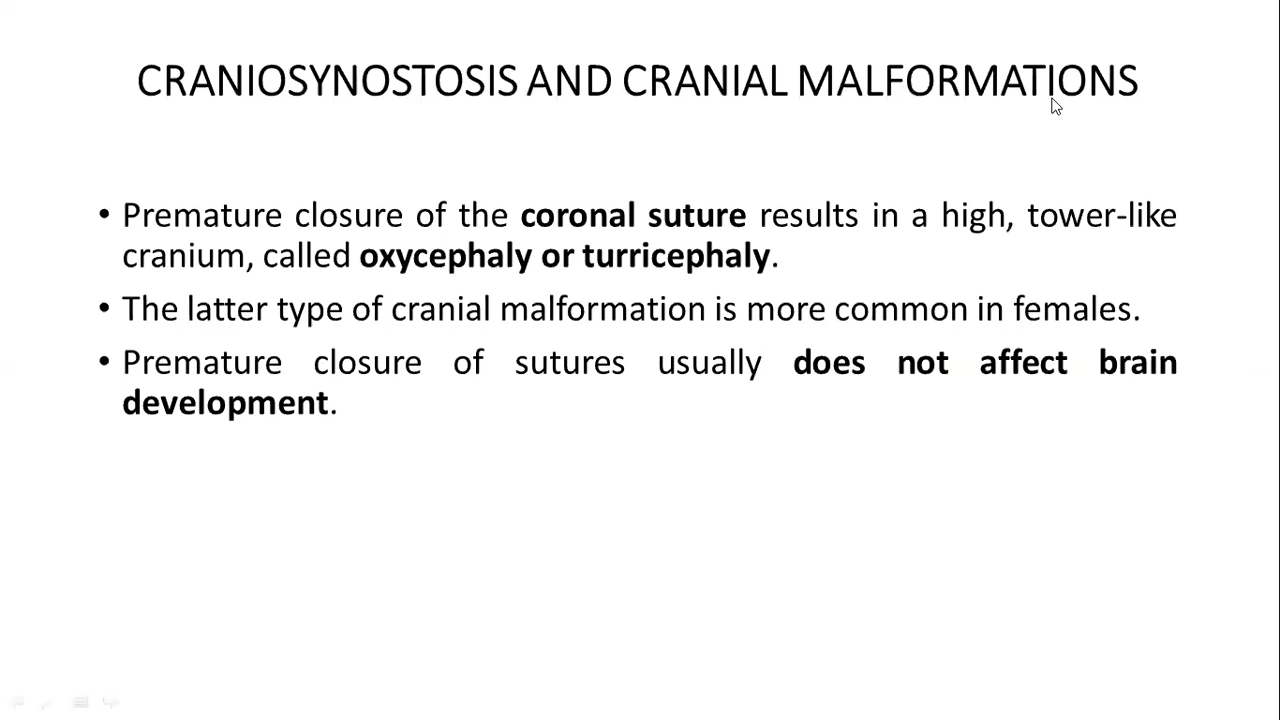 CRANIOSYNOSTOSIS AND CRANIAL MALFORMATIONS
• Premature closure of the coronal suture results in a high, tower-like
cranium, called oxycephaly or turricephaly.
• The latter type of cranial malformation is more common in females.
• Premature closure of sutures usually does not affect brain
development.